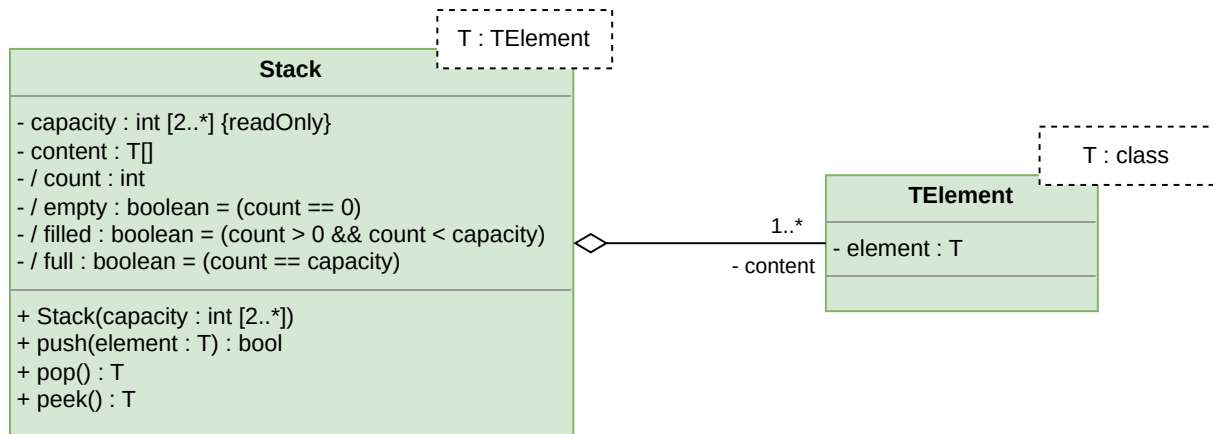 T : TElement
Stack
- capacity : int [2..*] {readOnly}
- content : T[]
- / count : int
- / empty : boolean = (count == 0)
- / filled : boolean = (count > 0 && count < capacity)
- / full : boolean = (count == capacity)
+ Stack(capacity : int [2..*])
+ push(element : T) : bool
+ pop() : T
+ peek() : T
1..*
- content
T : class
TElement
- element : T